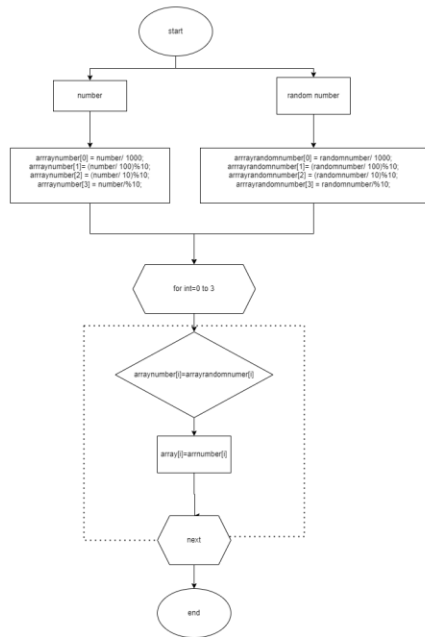 start
number
random number
arrraynumber[0] = number/ 1000;
arrraynumber[1]= (number/ 100)%10;
arrraynumber[2] = (number/ 10)%10;
arrraynumber[3] = number/%10;
arrrayrandomnumber[0] = randomnumber/ 1000;
arrrayrandomnumber[1]= (randomnumber/ 100)%10;
arrrayrandomnumber[2] = (randomnumber/ 10)%10;
arrrayrandomnumber[3] = randomnumber/%10;
for int=0 to 3
arraynumber[i]=arrayrandomnumer[i]
array[i]=arrnumber[i]
next
end